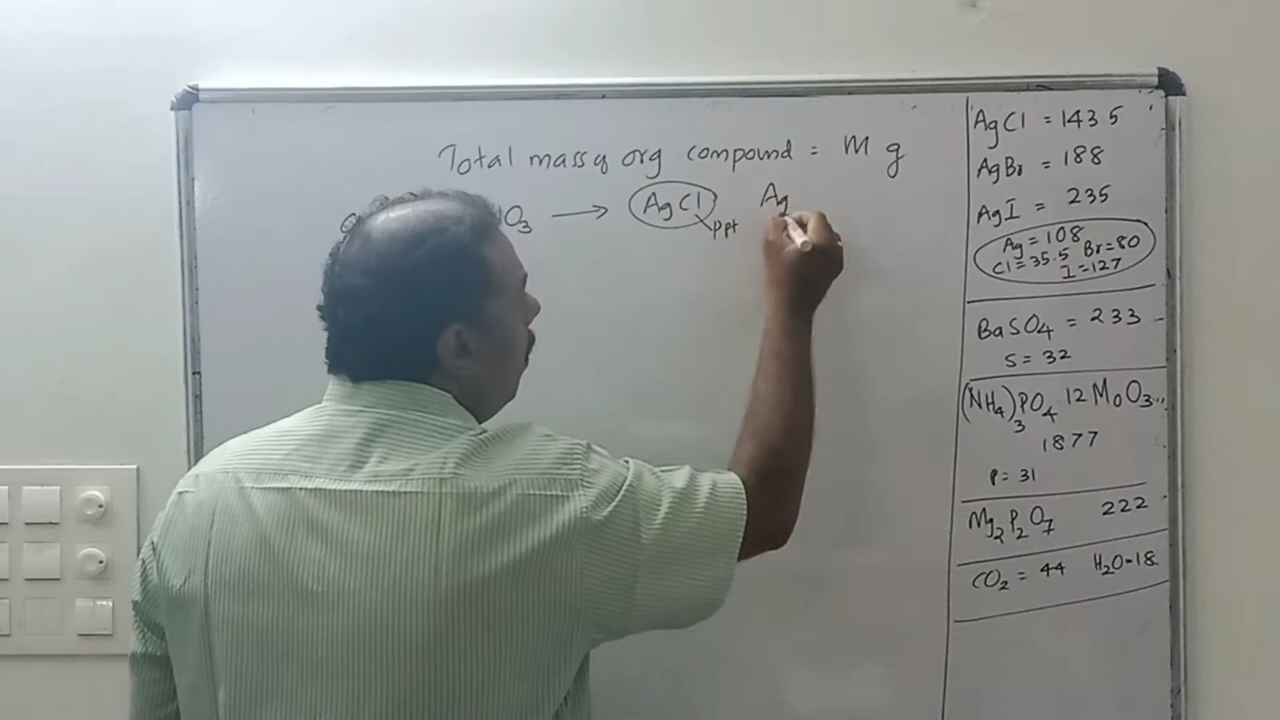 Total mass of org compound = m g
O3 → AgCl ppt Ag
AgCl = 143 5
AgBr = 188
AgI = 235
Ag = 108
Cl = 35.5 Br = 80
I = 127
BaSO4 = 233
S = 32
(NH4)3PO4 12MoO3...
1877
P = 31
Mg2P2O7 222
CO2 = 44 H2O = 18